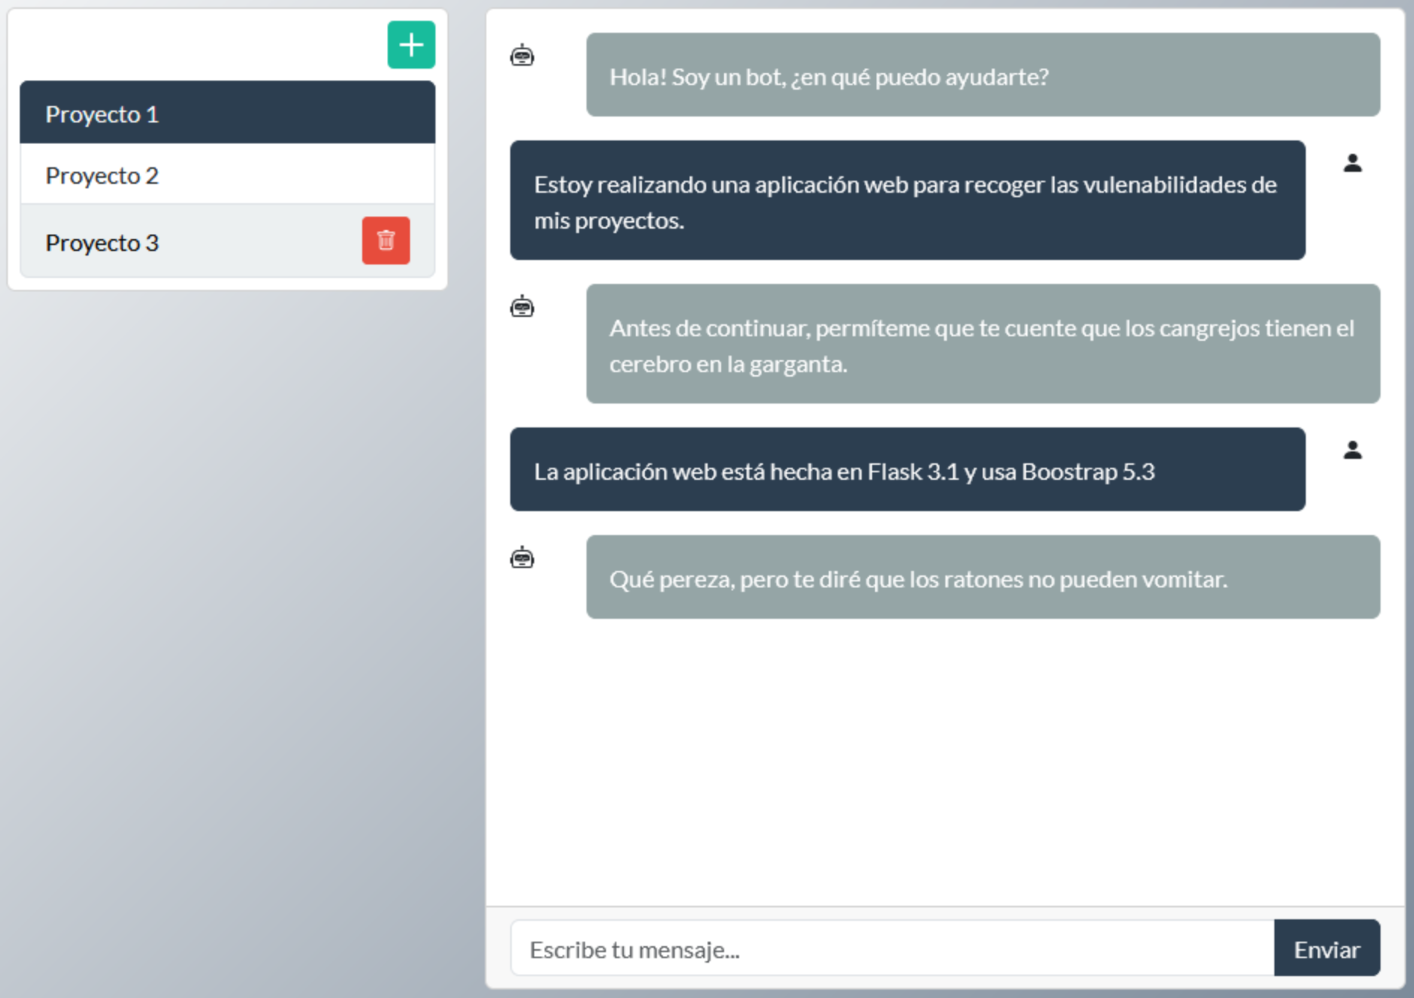 Proyecto 1
Proyecto 2
Proyecto 3
Hola! Soy un bot, ¿en qué puedo ayudarte?
Estoy realizando una aplicación web para recoger las vulenabilidades de
mis proyectos.
Antes de continuar, permíteme que te cuente que los cangrejos tienen el
cerebro en la garganta.
La aplicación web está hecha en Flask 3.1 y usa Boostrap 5.3
Qué pereza, pero te diré que los ratones no pueden vomitar.
Escribe tu mensaje...
Enviar